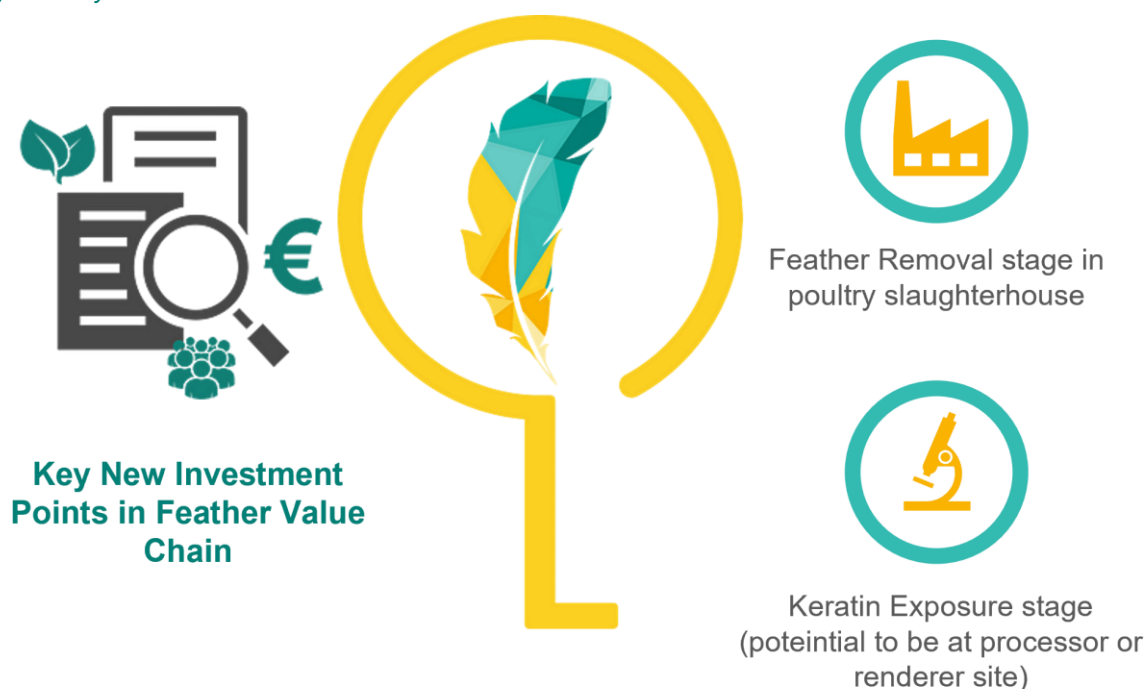 Key New Investment
Points in Feather Value
Chain
€
Feather Removal stage in
poultry slaughterhouse
Keratin Exposure stage
(poteintial to be at processor or
renderer site)